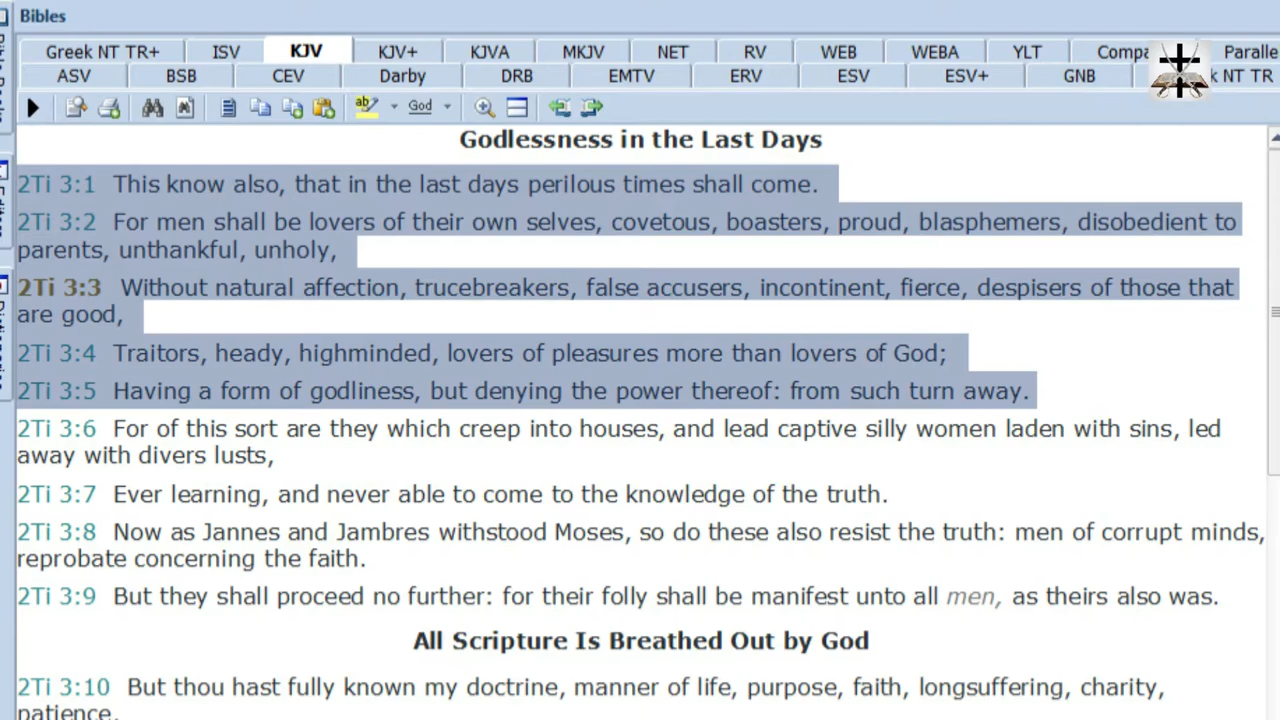 Bibles
Greek NT TR+ ISV KJV KJV+ KJVA MKJV NET RV WEB WEBA YLT Compa Paralle
ASV BSB CEV Darby DRB EMTV ERV ESV ESV+ GNB k NT TR
God
Godlessness in the Last Days
2Ti 3:1 This know also, that in the last days perilous times shall come.
2Ti 3:2 For men shall be lovers of their own selves, covetous, boasters, proud, blasphemers, disobedient to
parents, unthankful, unholy,
2Ti 3:3 Without natural affection, trucebreakers, false accusers, incontinent, fierce, despisers of those that
are good,
2Ti 3:4 Traitors, heady, highminded, lovers of pleasures more than lovers of God;
2Ti 3:5 Having a form of godliness, but denying the power thereof: from such turn away.
2Ti 3:6 For of this sort are they which creep into houses, and lead captive silly women laden with sins, led
away with divers lusts,
2Ti 3:7 Ever learning, and never able to come to the knowledge of the truth.
2Ti 3:8 Now as Jannes and Jambres withstood Moses, so do these also resist the truth: men of corrupt minds,
reprobate concerning the faith.
2Ti 3:9 But they shall proceed no further: for their folly shall be manifest unto all men, as theirs also was.
All Scripture Is Breathed Out by God
2Ti 3:10 But thou hast fully known my doctrine, manner of life, purpose, faith, longsuffering, charity,
patience,